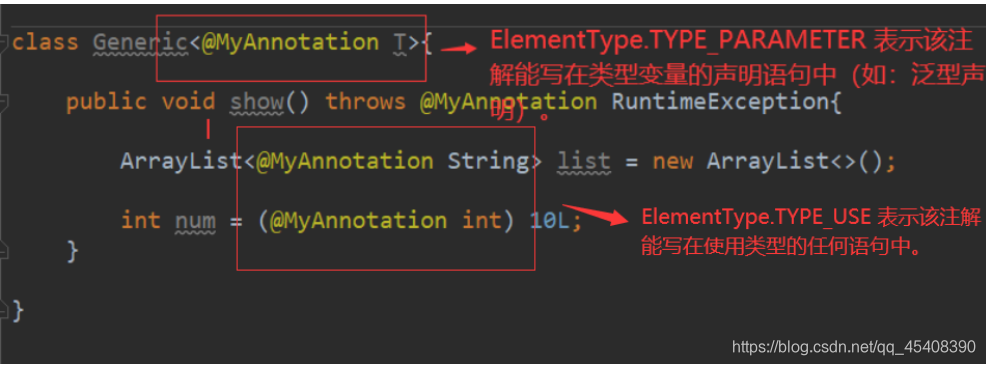 class Generic<@MyAnnotation T>{
ElementType.TYPE_PARAMETER 表示该注
解能写在类型变量的声明语句中（如：泛型声
明）。
public void show() throws @MyAnnotation RuntimeException{
ArrayList<@MyAnnotation String> list = new ArrayList<>();
int num = (@MyAnnotation int) 10L;
ElementType.TYPE_USE 表示该注解
能写在使用类型的任何语句中。
}
}
https://blog.csdn.net/qq_45408390